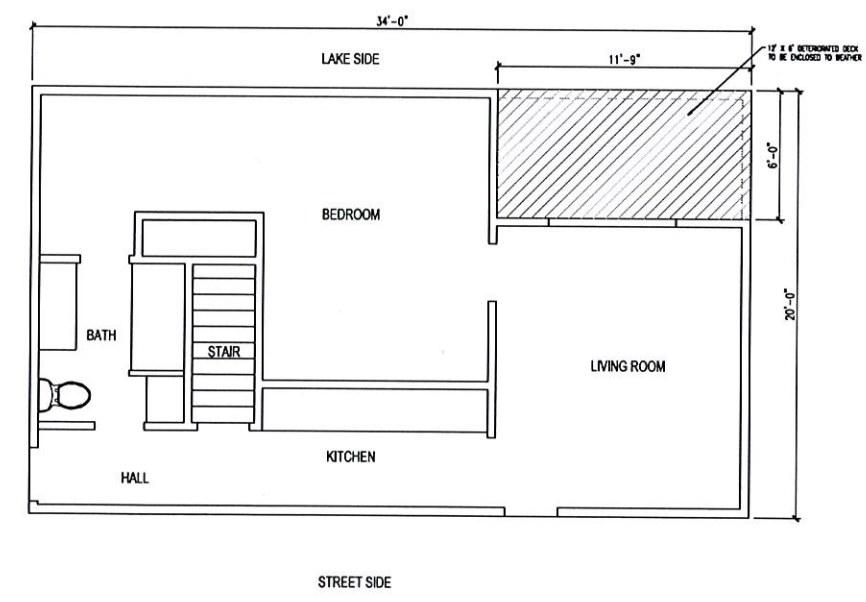 34'-0"
LAKE SIDE
11'-9"
12' X 6' DETERIORATED DECK
TO BE ENCLOSED TO WEATHER
6'-0"
BEDROOM
20'-0"
BATH
STAIR
LIVING ROOM
KITCHEN
HALL
STREET SIDE